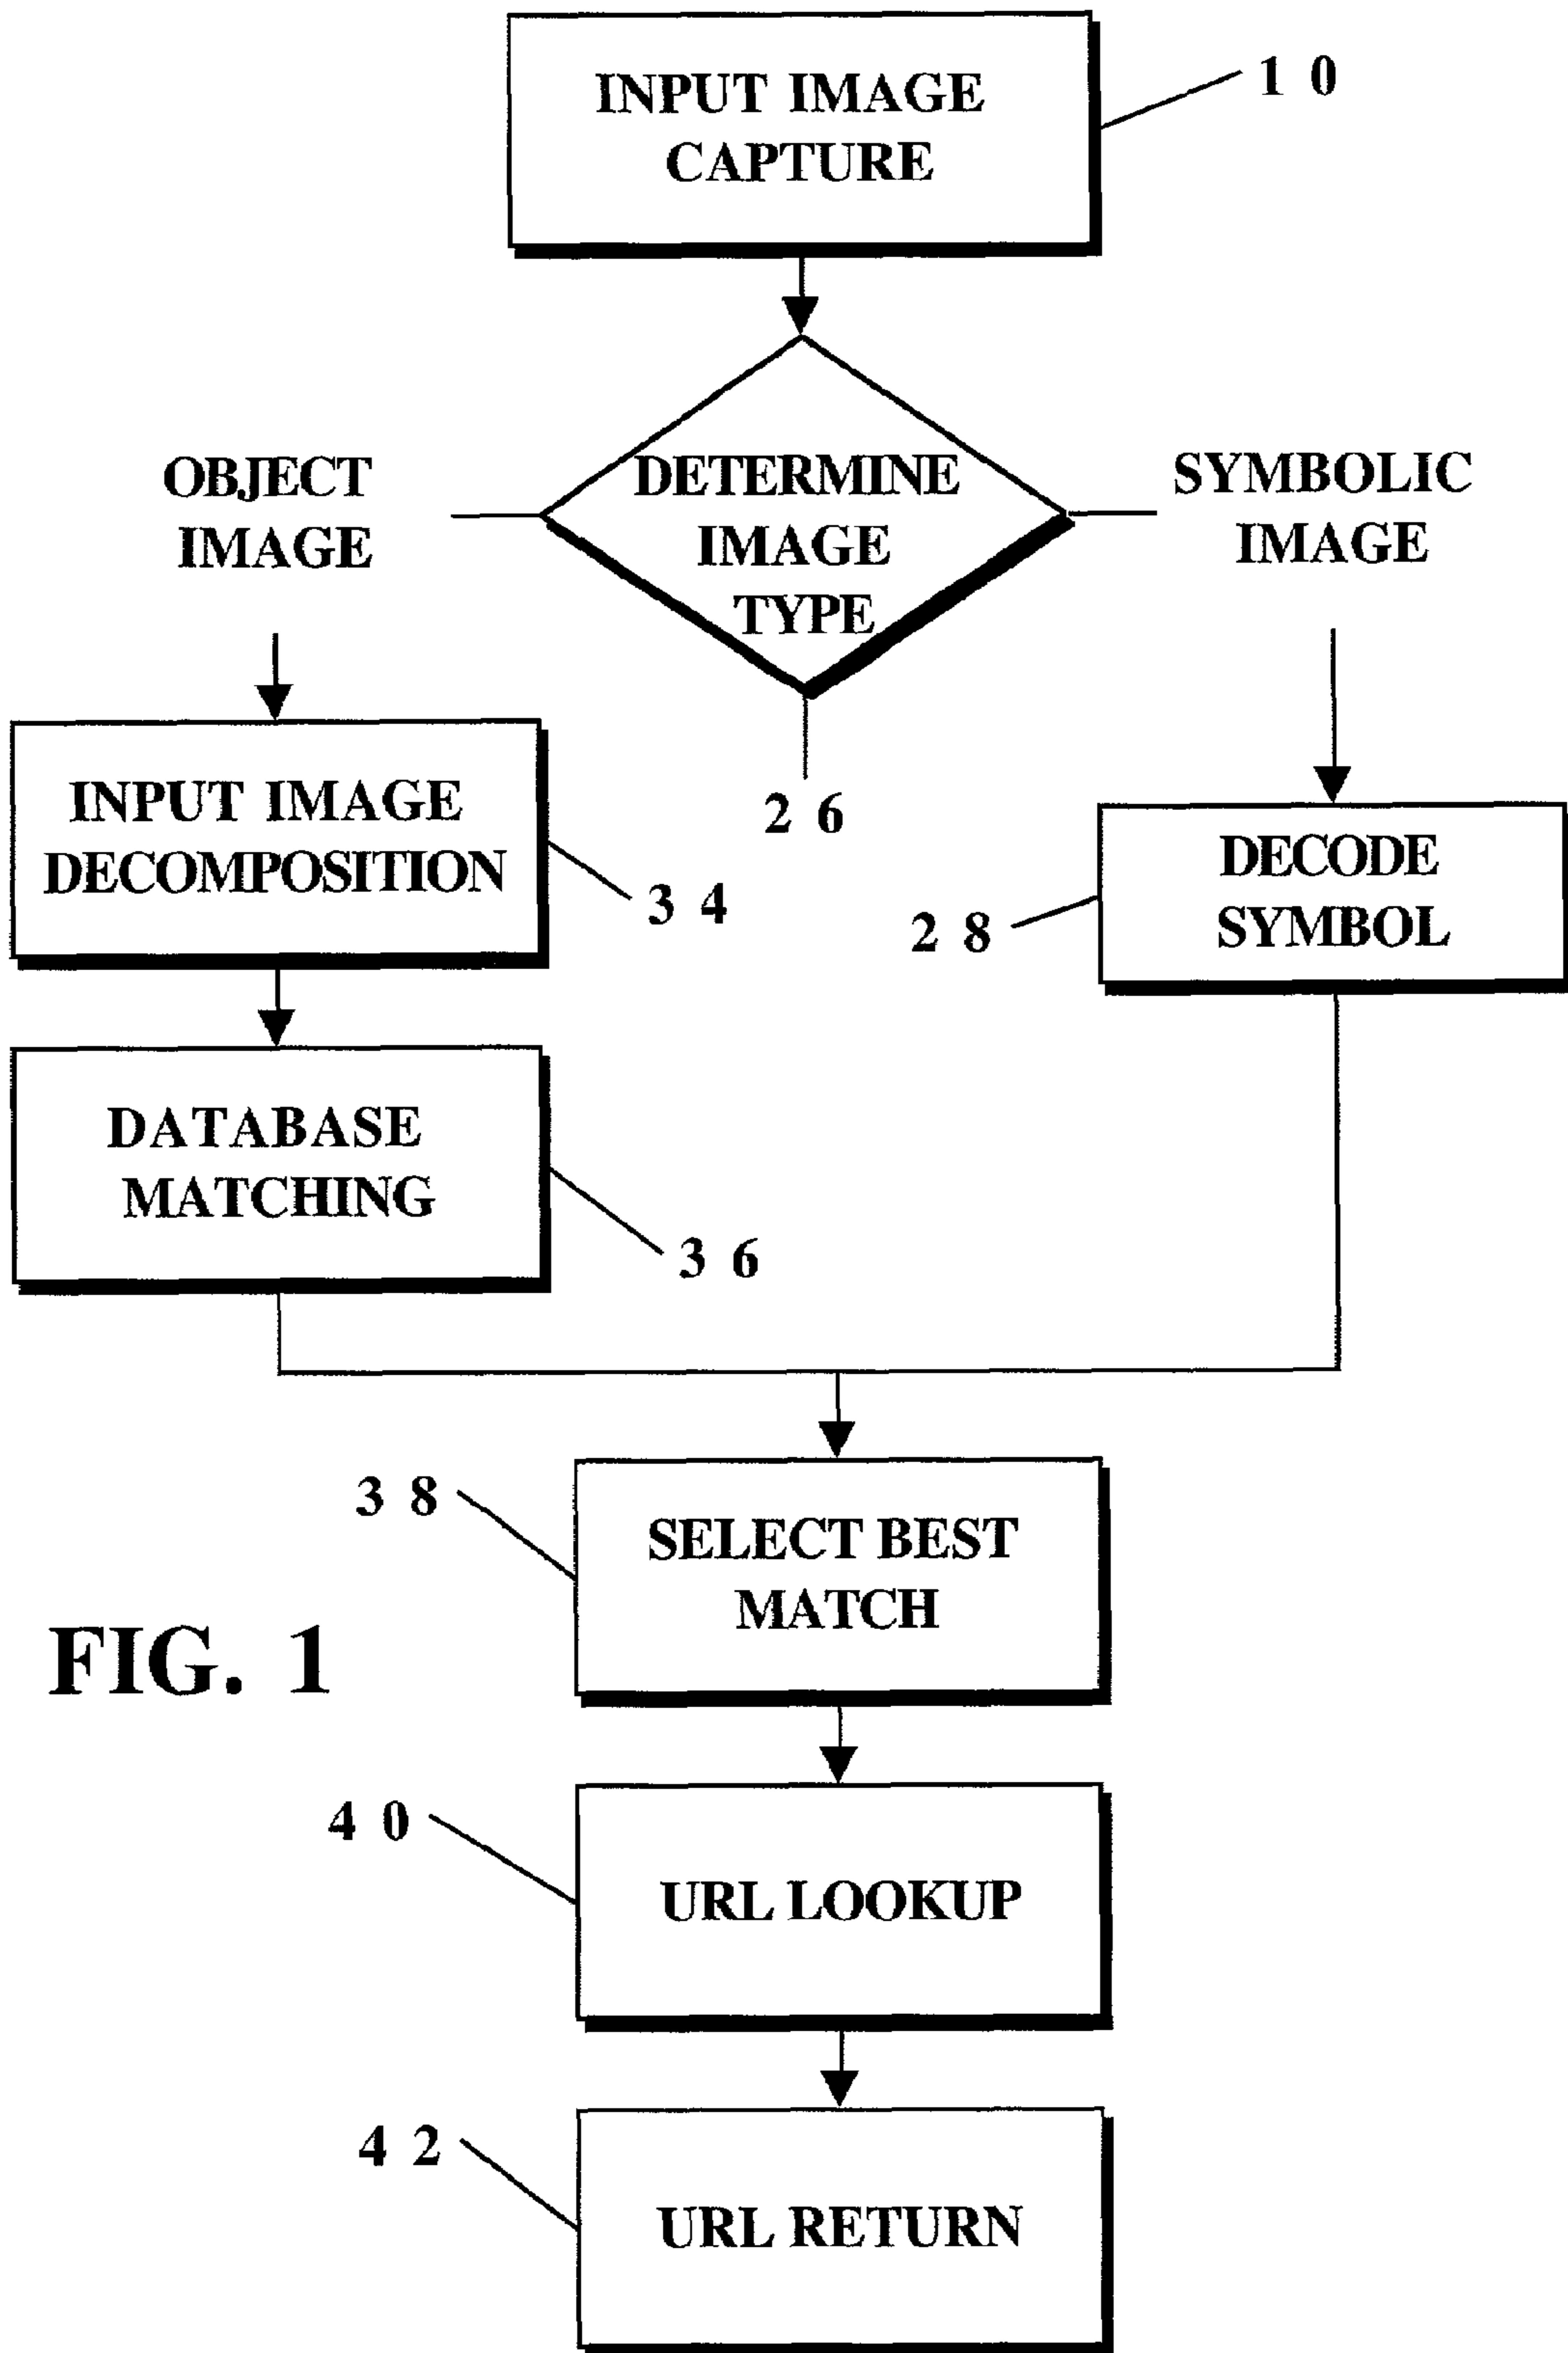 INPUT IMAGE
CAPTURE
1 0
DETERMINE
IMAGE
TYPE
2 6
OBJECT
IMAGE
SYMBOLIC
IMAGE
INPUT IMAGE
DECOMPOSITION
3 4
DECODE
SYMBOL
2 8
DATABASE
MATCHING
3 6
3 8
SELECT BEST
MATCH
FIG. 1
4 0
URL LOOKUP
4 2
URL RETURN